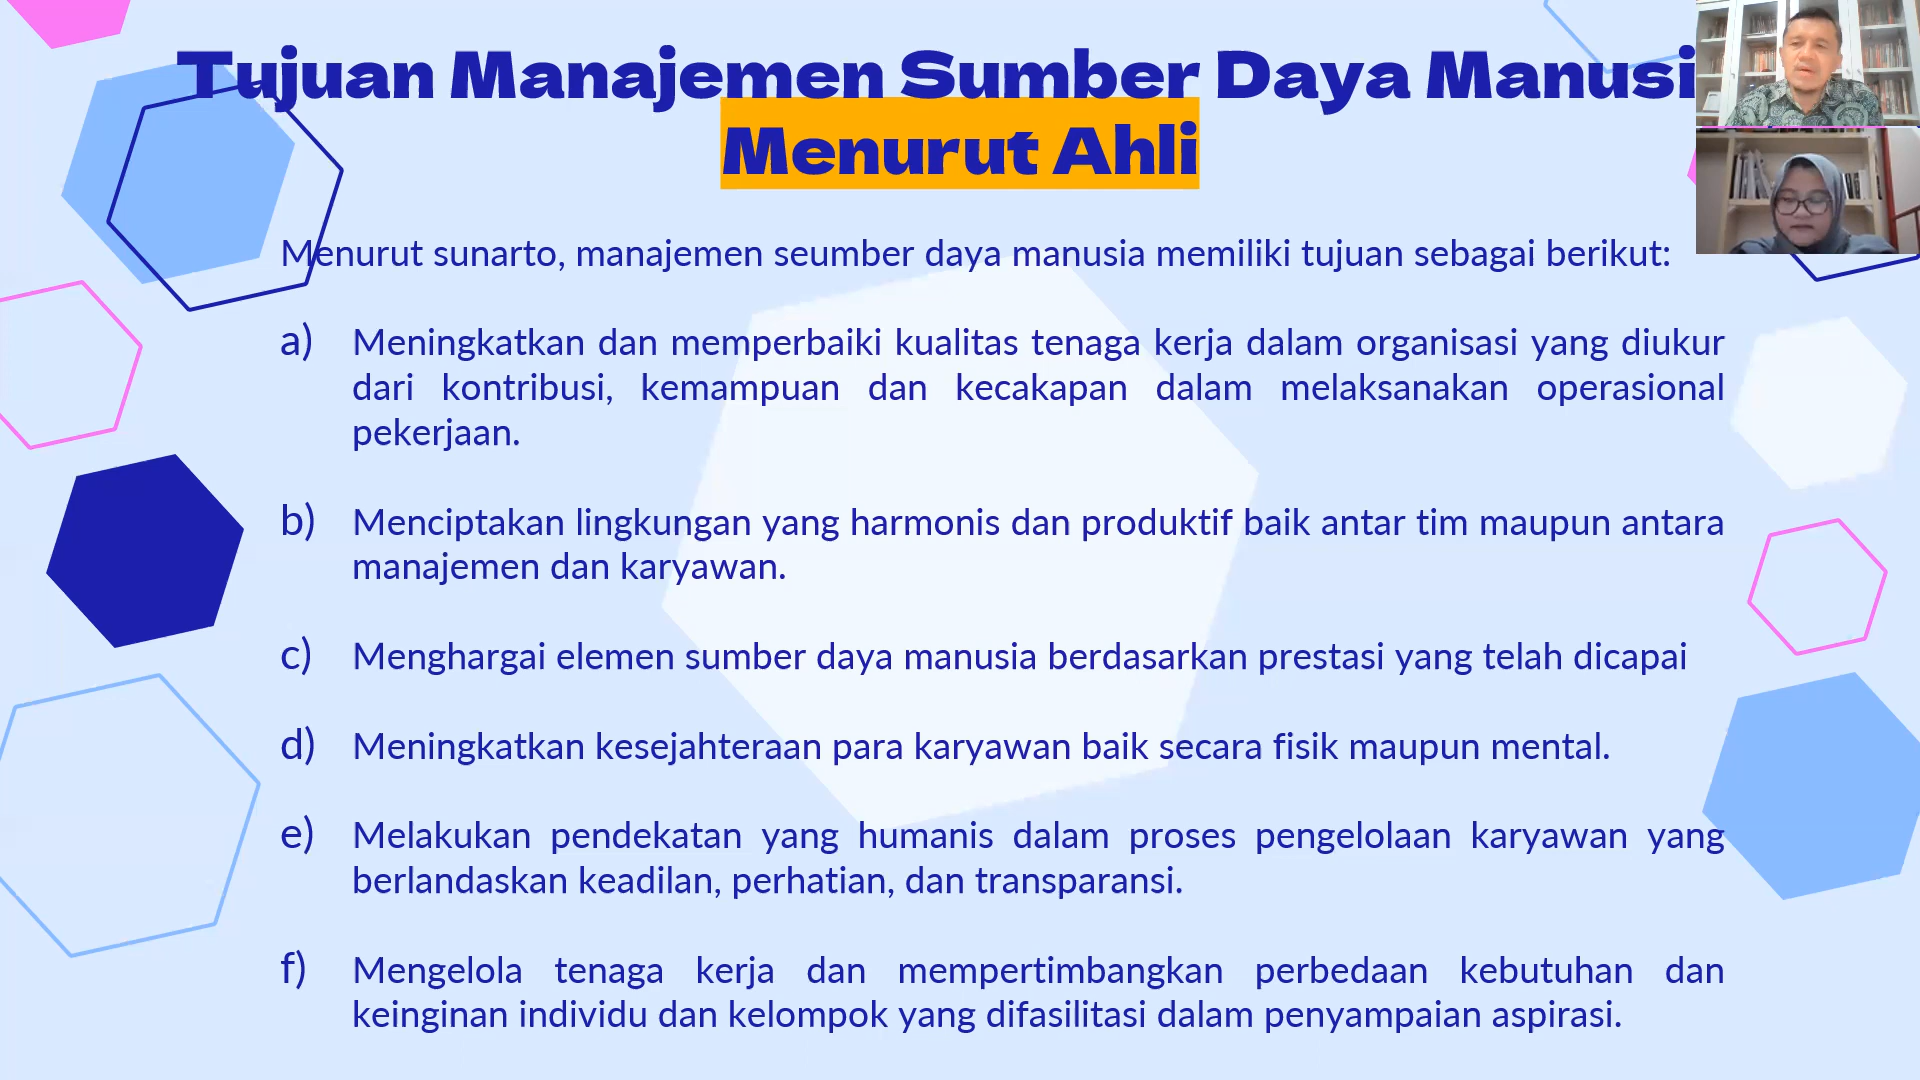 Tujuan Manajemen Sumber Daya Manusi
Menurut Ahli
Menurut sunarto, manajemen seumber daya manusia memiliki tujuan sebagai berikut:
a) Meningkatkan dan memperbaiki kualitas tenaga kerja dalam organisasi yang diukur
dari kontribusi, kemampuan dan kecakapan dalam melaksanakan operasional
pekerjaan.
b) Menciptakan lingkungan yang harmonis dan produktif baik antar tim maupun antara
manajemen dan karyawan.
c) Menghargai elemen sumber daya manusia berdasarkan prestasi yang telah dicapai
d) Meningkatkan kesejahteraan para karyawan baik secara fisik maupun mental.
e) Melakukan pendekatan yang humanis dalam proses pengelolaan karyawan yang
berlandaskan keadilan, perhatian, dan transparansi.
f) Mengelola tenaga kerja dan mempertimbangkan perbedaan kebutuhan dan
keinginan individu dan kelompok yang difasilitasi dalam penyampaian aspirasi.